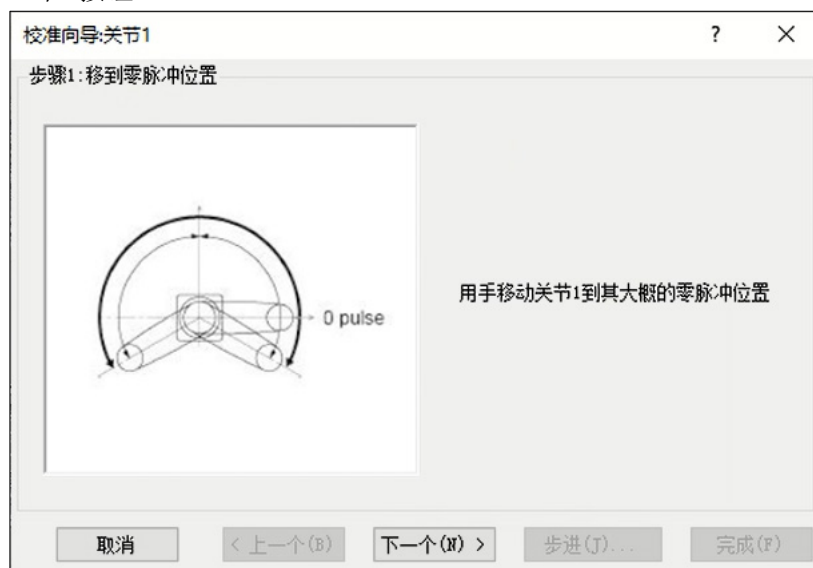 校准向导:关节1
? ×
步骤1:移到零脉冲位置
0 pulse
用手移动关节1到其大概的零脉冲位置
取消
< 上一个(B)
下一个(N) >
步进(J)...
完成(F)